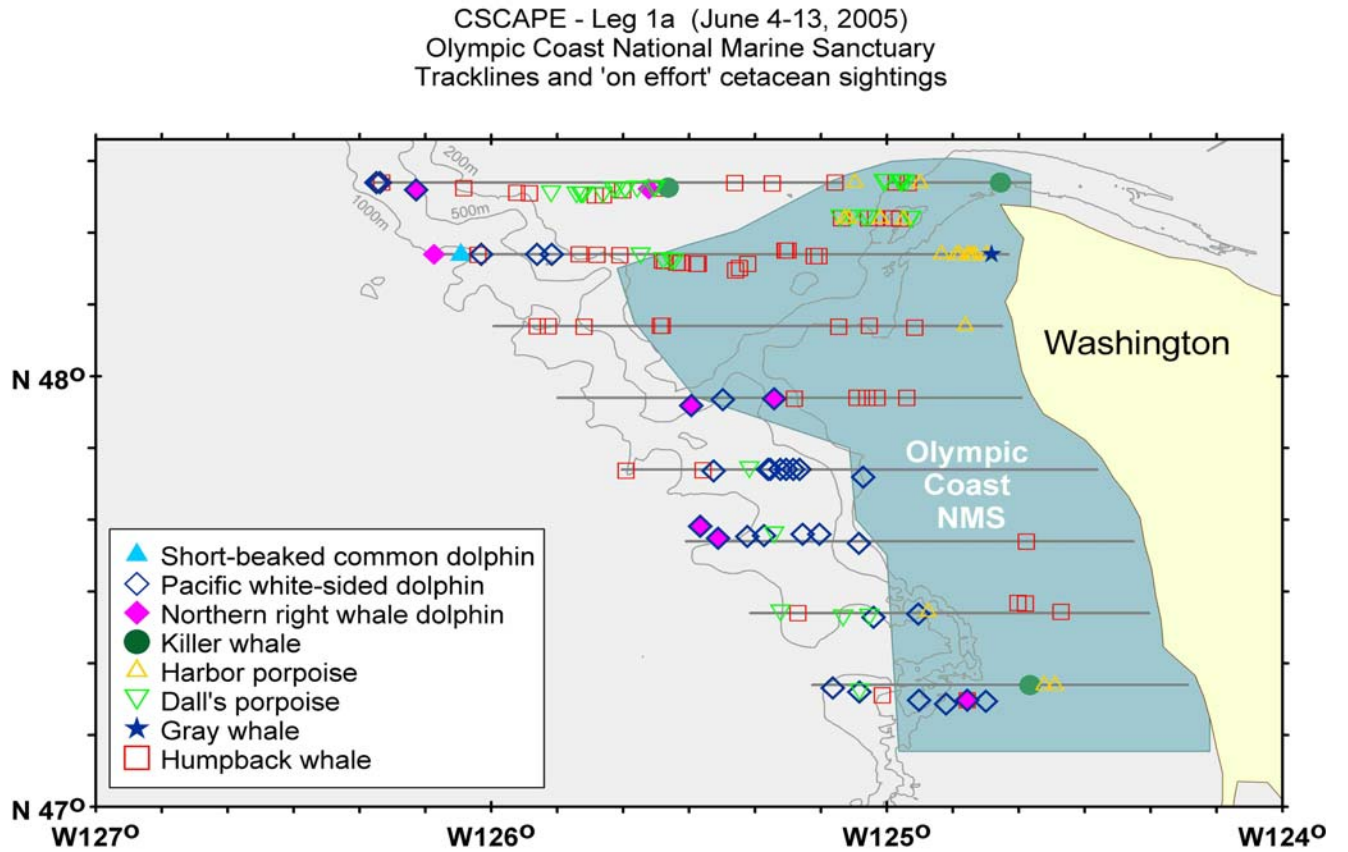 CSCAPE - Leg 1a (June 4-13, 2005)
Olympic Coast National Marine Sanctuary
Tracklines and 'on effort' cetacean sightings
200m
1000m
500m
Washington
N 48°
Olympic
Coast
NMS
Short-beaked common dolphin
Pacific white-sided dolphin
Northern right whale dolphin
Killer whale
Harbor porpoise
Dall's porpoise
Gray whale
Humpback whale
N 47°
W127° W126° W125° W124°